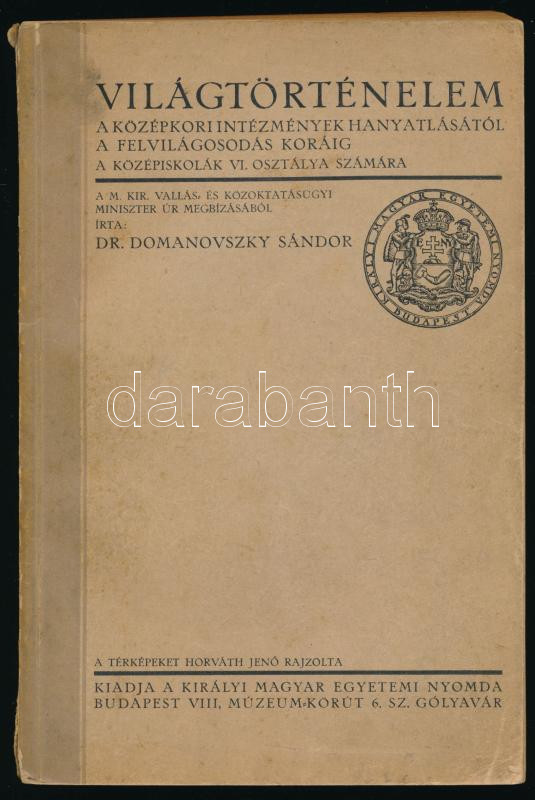 VILÁGTÖRTÉNELEM
A KÖZÉPKORI INTÉZMÉNYEK HANYATLÁSÁTÓL
A FELVILÁGOSODÁS KORÁIG
A KÖZÉPISKOLÁK VI. OSZTÁLYA SZÁMÁRA
A M. KIR. VALLÁS- ÉS KÖZOKTATÁSÜGYI
MINISZTER ÚR MEGBÍZÁSÁBÓL
ÍRTA:
DR. DOMANOVSZKY SÁNDOR
KIRÁLYI MAGYAR EGYETEMI NYOMDA
BUDAPEST
E NY
darabanth
A TÉRKÉPEKET HORVÁTH JENŐ RAJZOLTA
KIADJA A KIRÁLYI MAGYAR EGYETEMI NYOMDA
BUDAPEST VIII, MÚZEUM-KÖRÚT 6. SZ. GÓLYAVÁR